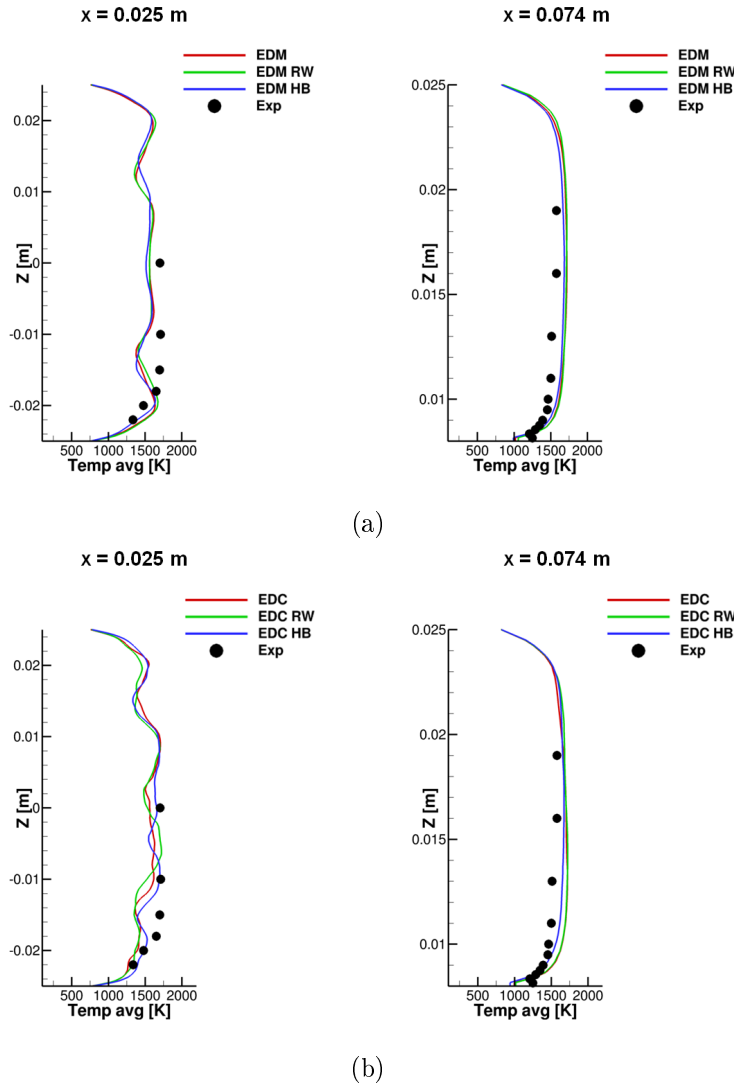 x = 0.025 m
EDM
EDM RW
EDM HB
Exp
Z [m]
0.02
0.01
0
-0.01
-0.02
500 1000 1500 2000
Temp avg [K]
x = 0.074 m
EDM
EDM RW
EDM HB
Exp
Z [m]
0.025
0.02
0.015
0.01
500 1000 1500 2000
Temp avg [K]
(a)
x = 0.025 m
EDC
EDC RW
EDC HB
Exp
Z [m]
0.02
0.01
0
-0.01
-0.02
500 1000 1500 2000
Temp avg [K]
x = 0.074 m
EDC
EDC RW
EDC HB
Exp
Z [m]
0.025
0.02
0.015
0.01
500 1000 1500 2000
Temp avg [K]
(b)